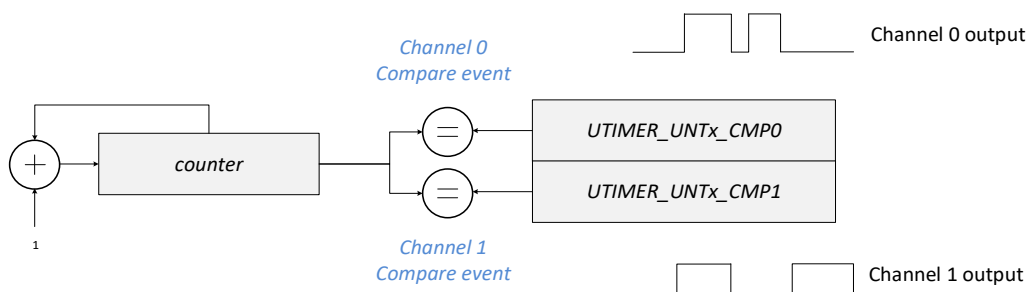 Channel 0
Compare event
Channel 0 output
UTIMER_UNTx_CMP0
counter
UTIMER_UNTx_CMP1
1
Channel 1
Compare event
Channel 1 output